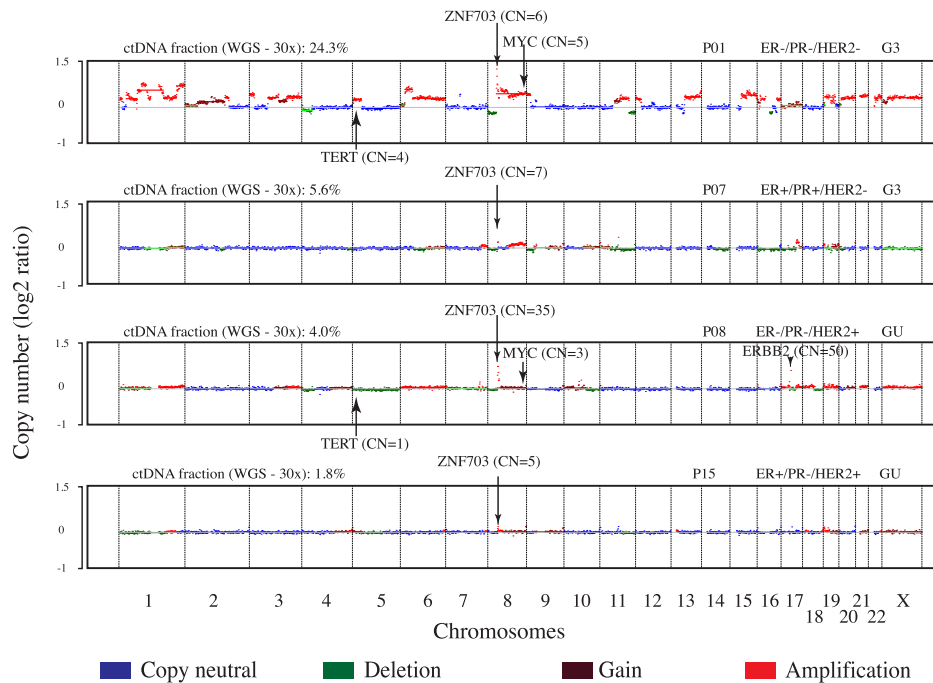 ZNF703 (CN=6)
MYC (CN=5)
ctDNA fraction (WGS - 30x): 24.3%
P01
ER-/PR-/HER2-
G3
1.5
0
-1
TERT (CN=4)
ZNF703 (CN=7)
ctDNA fraction (WGS - 30x): 5.6%
P07
ER+/PR+/HER2-
G3
1.5
0
-1
ZNF703 (CN=35)
ctDNA fraction (WGS - 30x): 4.0%
P08
ER-/PR-/HER2+
GU
MYC (CN=3)
ERBB2 (CN=50)
1.5
0
-1
TERT (CN=1)
ZNF703 (CN=5)
ctDNA fraction (WGS - 30x): 1.8%
P15
ER+/PR-/HER2+
GU
1.5
0
-1
Copy number (log2 ratio)
1 2 3 4 5 6 7 8 9 10 11 12 13 14 15 16 17 18 19 20 21 22 X
Chromosomes
Copy neutral
Deletion
Gain
Amplification